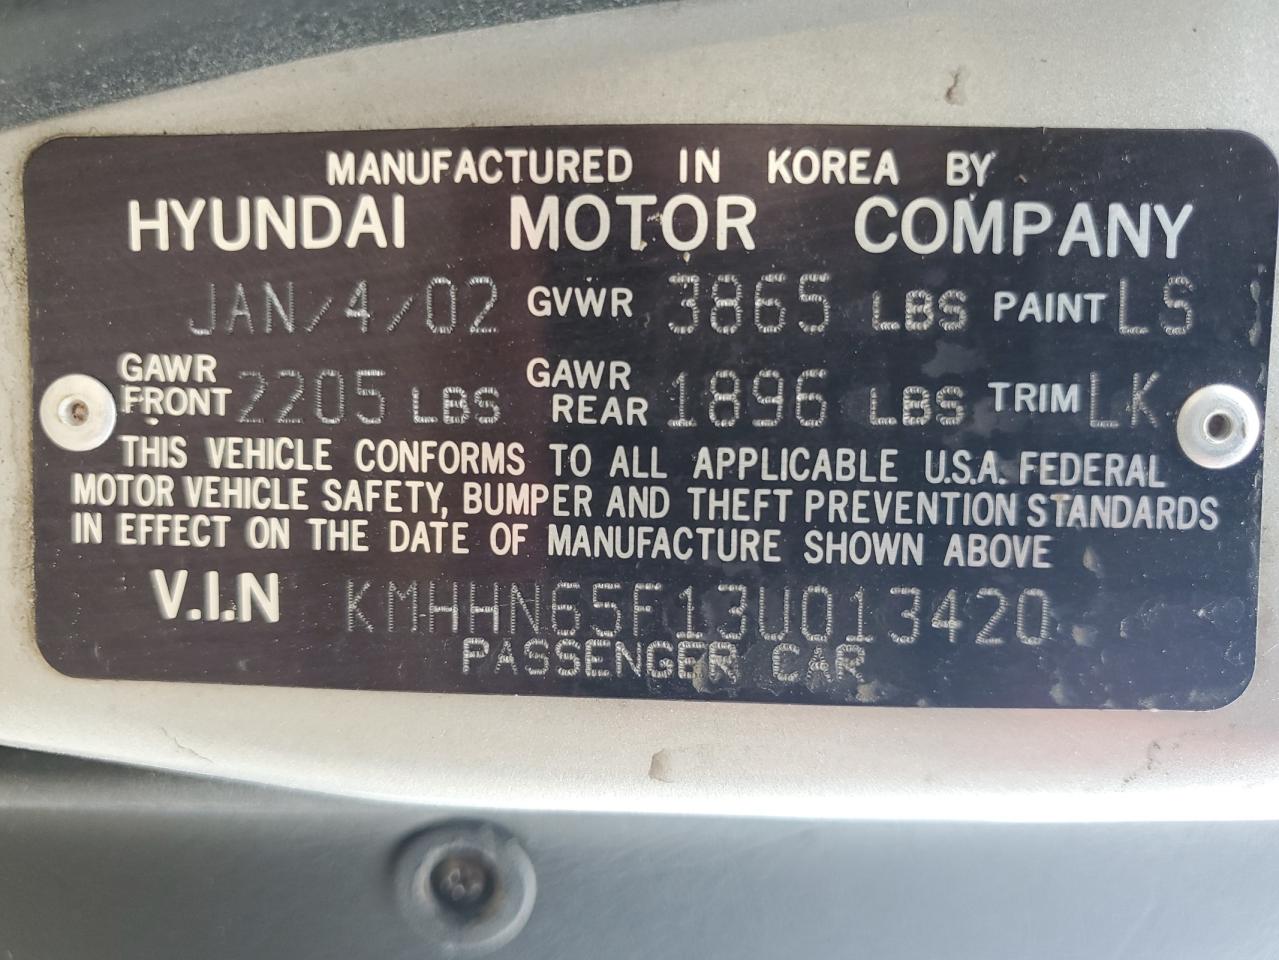 MANUFACTURED IN KOREA BY
HYUNDAI MOTOR COMPANY
JAN/4/02 GVWR 3865 LBS PAINT LS
GAWR FRONT 2205 LBS GAWR REAR 1896 LBS TRIM LK
THIS VEHICLE CONFORMS TO ALL APPLICABLE U.S.A. FEDERAL
MOTOR VEHICLE SAFETY, BUMPER AND THEFT PREVENTION STANDARDS
IN EFFECT ON THE DATE OF MANUFACTURE SHOWN ABOVE
V.I.N KMHHN65F13U013420
PASSENGER CAR